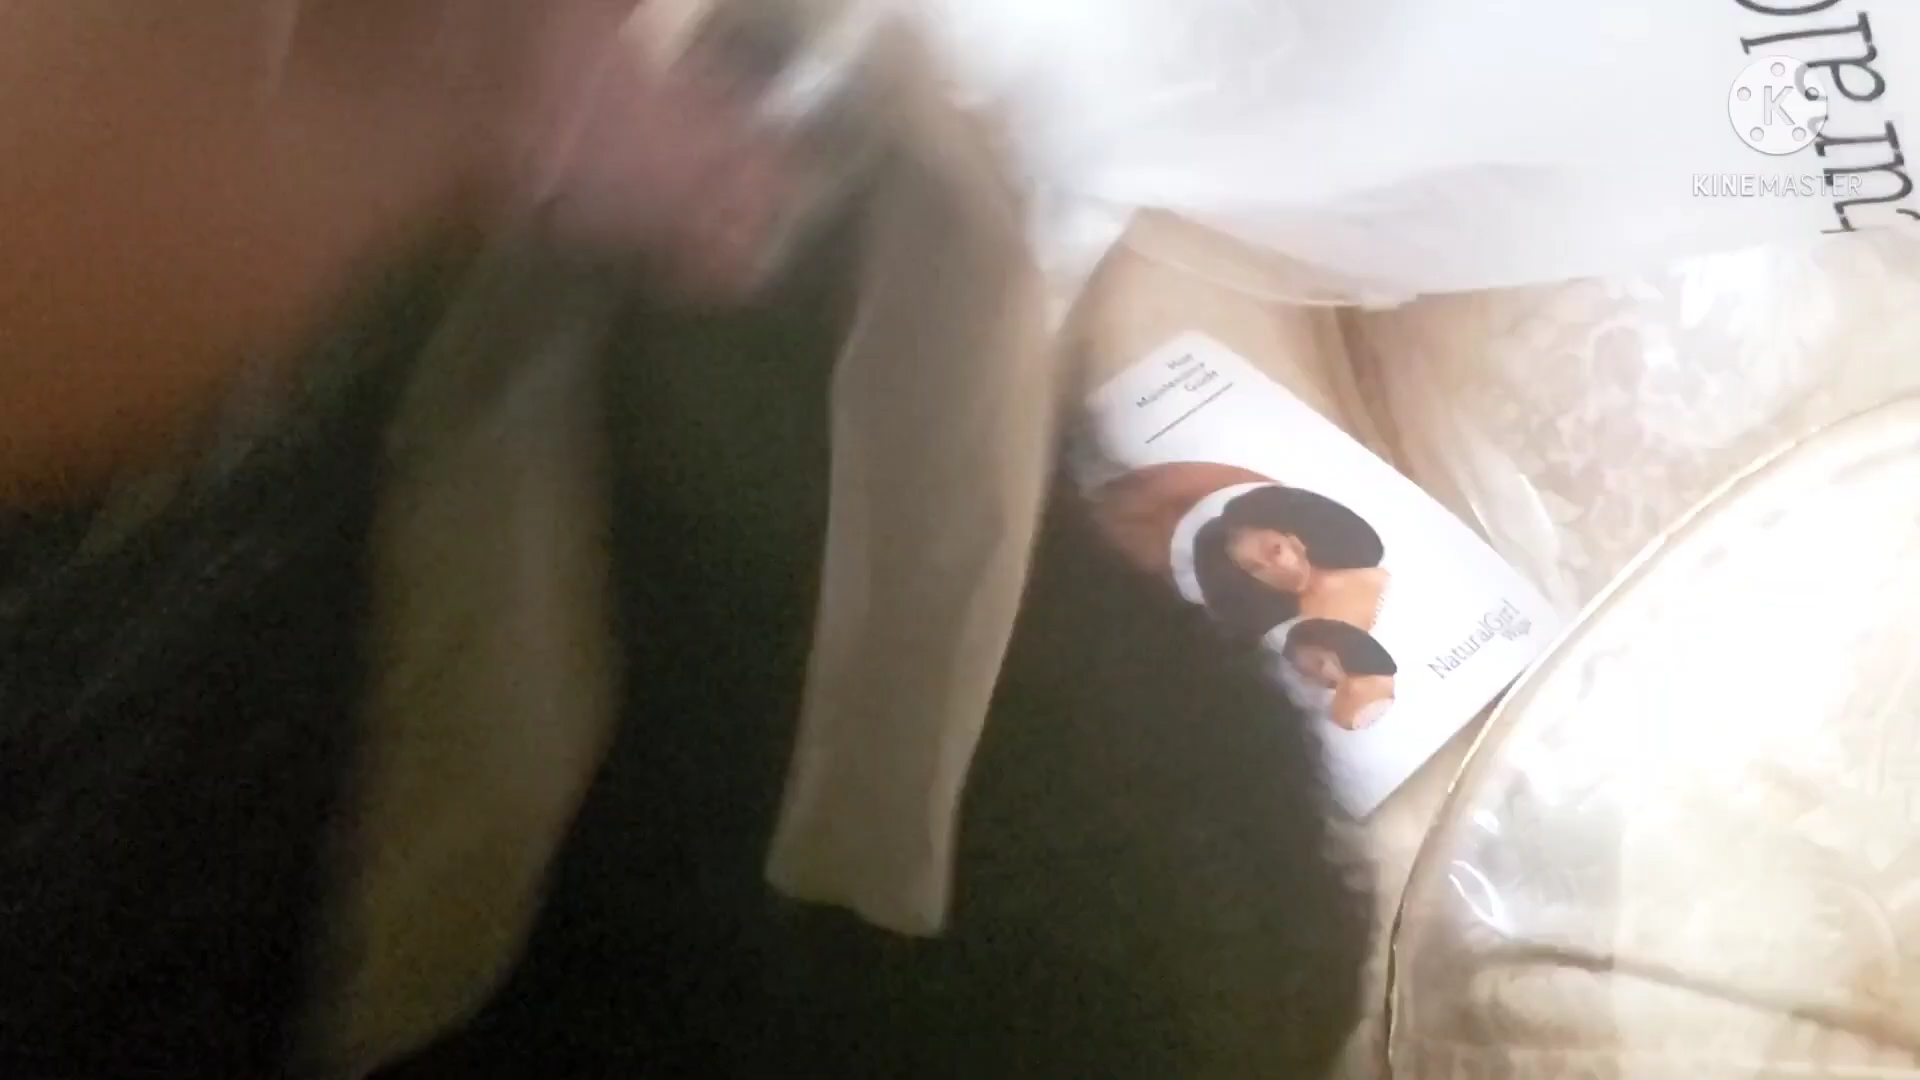 KINEMASTER
Hair
Maintenance
Guide
NaturalGirl
Wigs